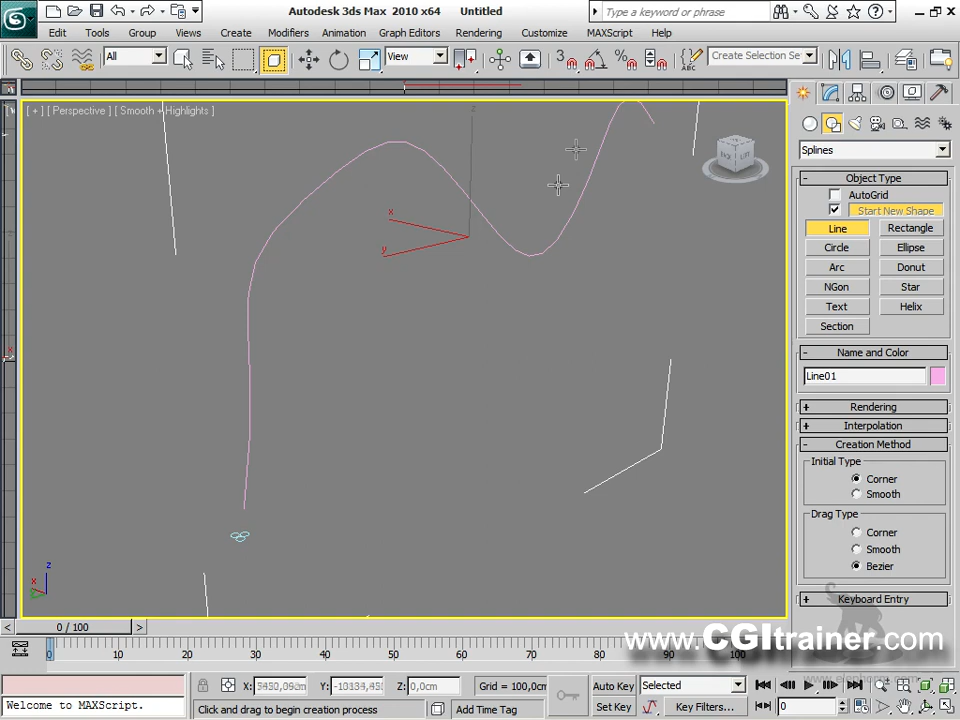 Autodesk 3ds Max 2010 x64 Untitled
Type a keyword or phrase
Edit Tools Group Views Create Modifiers Animation Graph Editors Rendering Customize MAXScript Help
All View 3 ABC Create Selection Se
[ + ] [ Perspective ] [ Smooth + Highlights ]
Splines
- Object Type
AutoGrid
Start New Shape
Line Rectangle
Circle Ellipse
Arc Donut
NGon Star
Text Helix
Section
- Name and Color
Line01
+ Rendering
+ Interpolation
- Creation Method
Initial Type
Corner
Smooth
Drag Type
Corner
Smooth
Bezier
+ Keyboard Entry
z
x
y
z
x
< 0 / 100 >
www.CGItrainer.com
0 10 20 30 40 50 60 70 80 90 100
X: Y: Z: 0,0cm Grid = 100,0cm Auto Key Selected
Welcome to MAXScript. Click and drag to begin creation process Add Time Tag Set Key Key Filters... 0